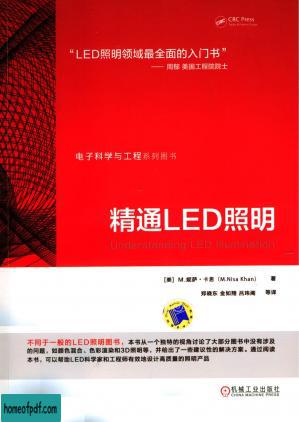 CRC Press
“LED照明领域最全面的入门书”
—— 周郁 美国工程院院士
电子科学与工程系列图书
精通LED照明
Understanding LED Illumination
[美] M.妮萨·卡恩 (M.Nisa Khan) 著
郑晓东 金如翔 吕玮阁 等译
不同于一般的LED照明图书，本书从一个独特的视角讨论了大部分图书中没有涉及
的问题，如颜色混合、色彩渲染和3D照明等，并给出了一些建议性的解决方案。通过阅读
本书，可以帮助LED科学家和工程师有效地设计高质量的照明产品
机械工业出版社
CHINA MACHINE PRESS
homeofpdf.com